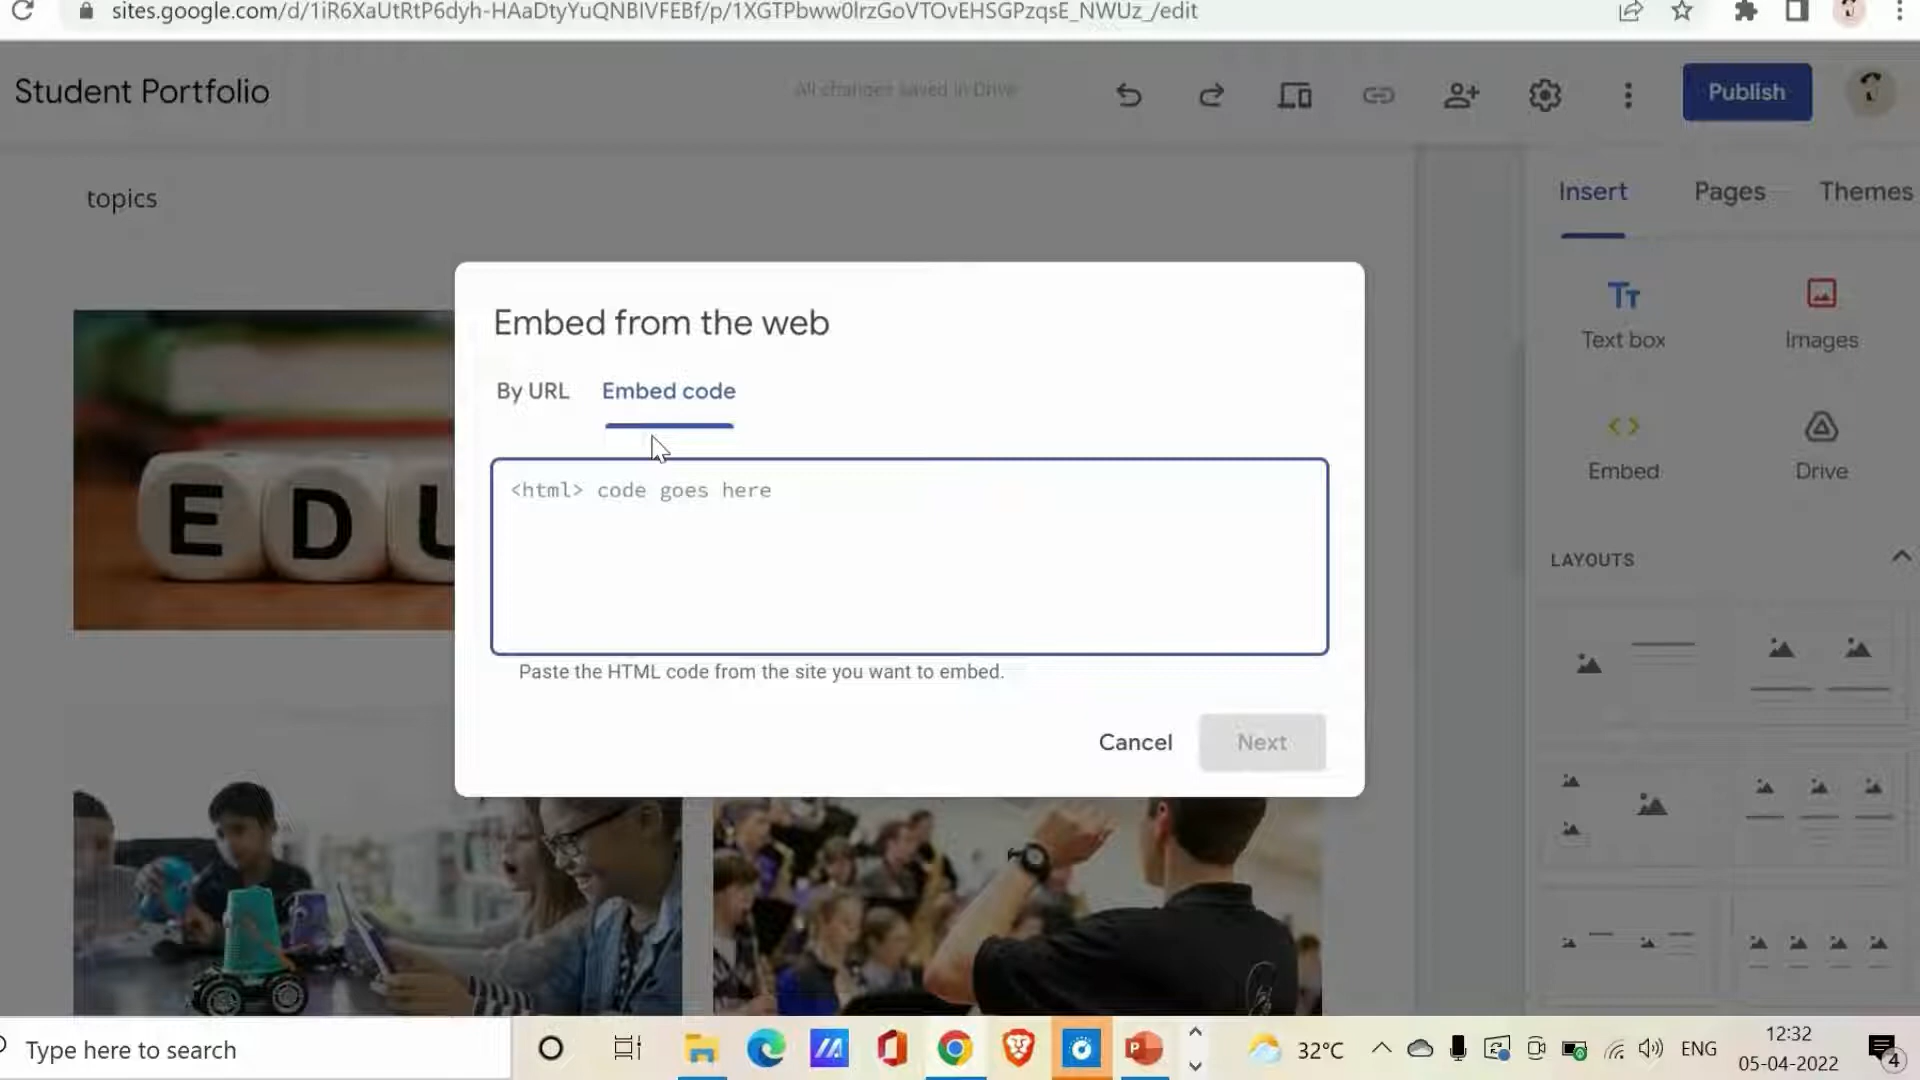 sites.google.com/d/1iR6XaUtRtP6dyh-HAaDtyYuQNBIVFEBf/p/1XGTPbww0lrzGoVTOvEHSGPzqsE_NWUz_/edit
Student Portfolio
All changes saved in Drive
Publish
topics
Insert
Pages
Themes
Embed from the web
Text box
Images
By URL
Embed code
Embed
Drive
<html> code goes here
E D U
LAYOUTS
Paste the HTML code from the site you want to embed.
Cancel
Next
Type here to search
32°C
ENG
12:32
05-04-2022
4